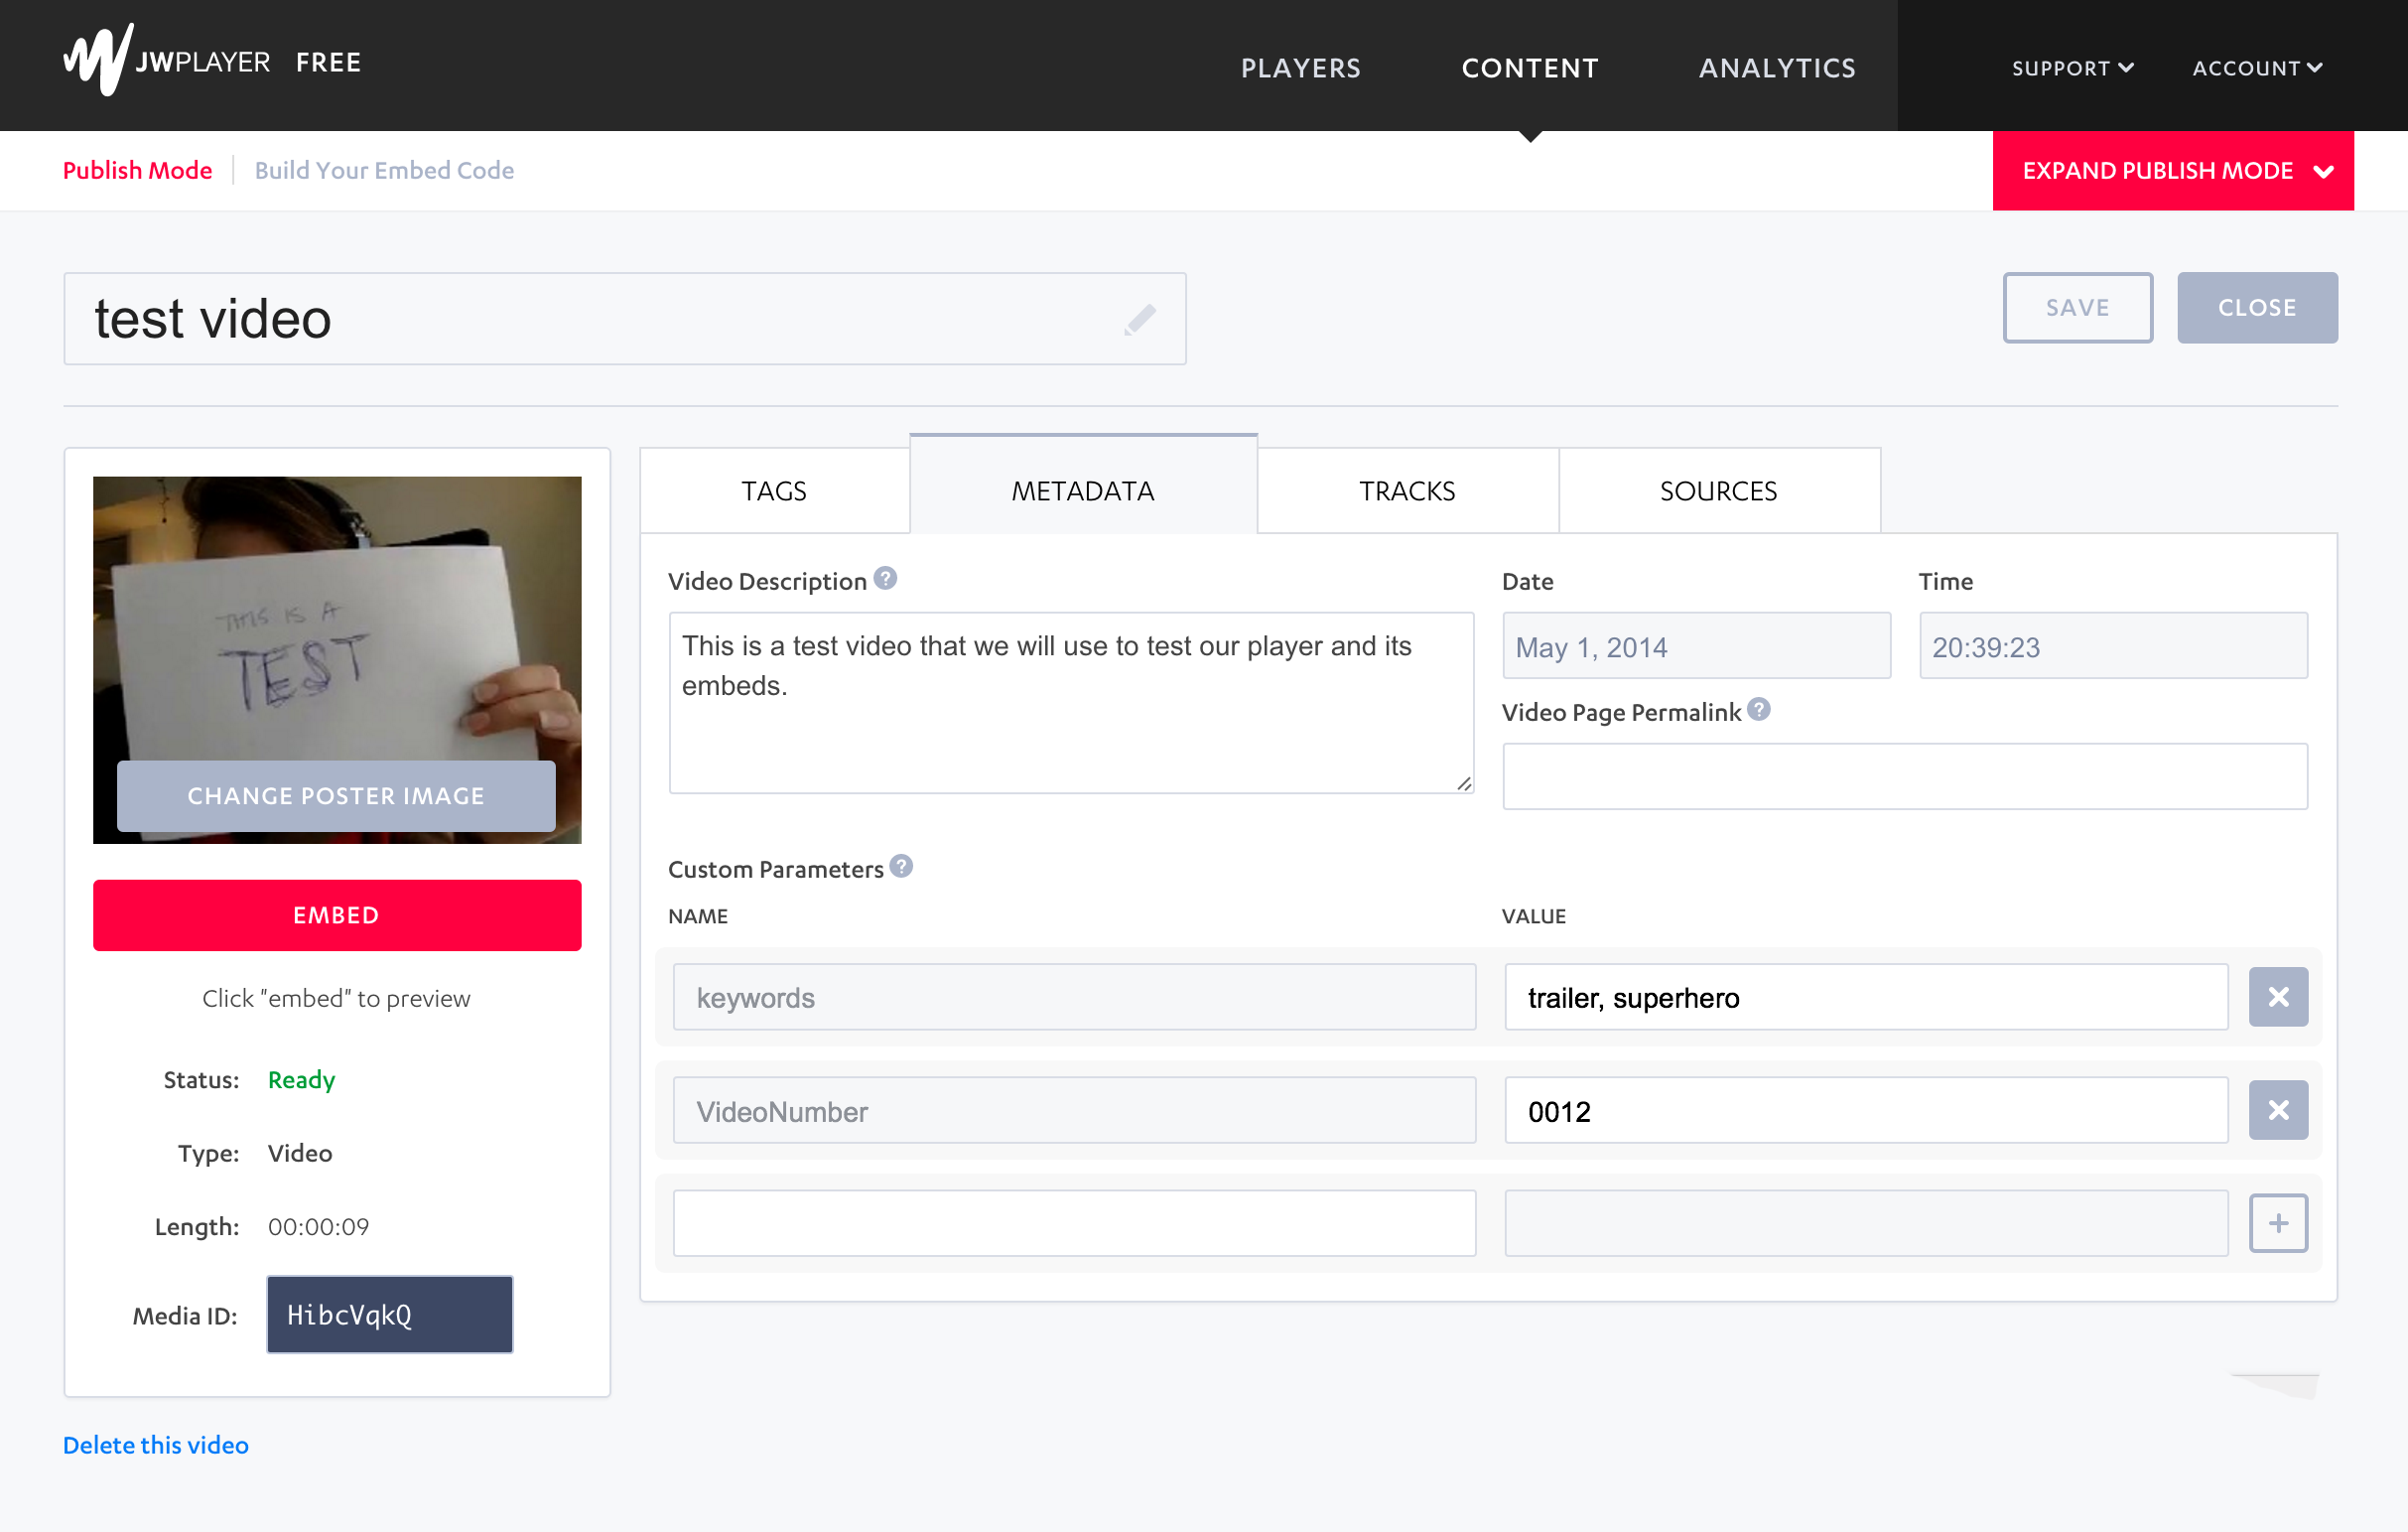 JWPLAYER FREE
PLAYERS CONTENT ANALYTICS SUPPORT ACCOUNT
Publish Mode Build Your Embed Code EXPAND PUBLISH MODE
test video SAVE CLOSE
TAGS METADATA TRACKS SOURCES
THIS IS A
TEST
CHANGE POSTER IMAGE
EMBED
Click "embed" to preview
Status: Ready
Type: Video
Length: 00:00:09
Media ID: HibcVqkQ
Delete this video
Video Description ?
This is a test video that we will use to test our player and its
embeds.
Date Time
May 1, 2014 20:39:23
Video Page Permalink ?
Custom Parameters ?
NAME VALUE
keywords trailer, superhero
VideoNumber 0012